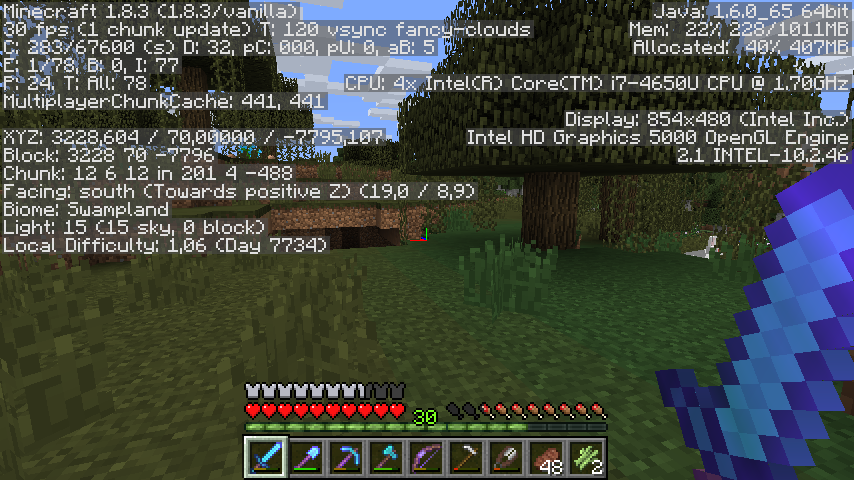 Minecraft 1.8.3 (1.8.3/vanilla)
30 fps (1 chunk update) T: 120 vsync fancy-clouds
C: 283/67600 (s) D: 32, pC: 000, pU: 0, aB: 5
E: 1/78, B: 0, I: 77
P: 24, T: All: 78
MultiplayerChunkCache: 441, 441
XYZ: 3228,604 / 70,00000 / -7795,107
Block: 3228 70 -7796
Chunk: 12 6 12 in 201 4 -488
Facing: south (Towards positive Z) (19,0 / 8,9)
Biome: Swampland
Light: 15 (15 sky, 0 block)
Local Difficulty: 1,06 (Day 7734)
Java: 1.6.0_65 64bit
Mem: 22% 228/1011MB
Allocated: 40% 407MB
CPU: 4x Intel(R) Core(TM) i7-4650U CPU @ 1.70GHz
Display: 854x480 (Intel Inc.)
Intel HD Graphics 5000 OpenGL Engine
2.1 INTEL-10.2.46
30
48
2